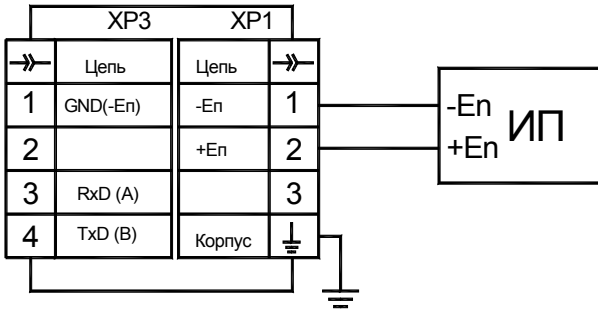 XP3 XP1
Цепь Цепь
1 GND(-Еп) -Еп 1 -En
2 +Еп 2 +En ИП
3 RxD (A) 3
4 TxD (B) Корпус